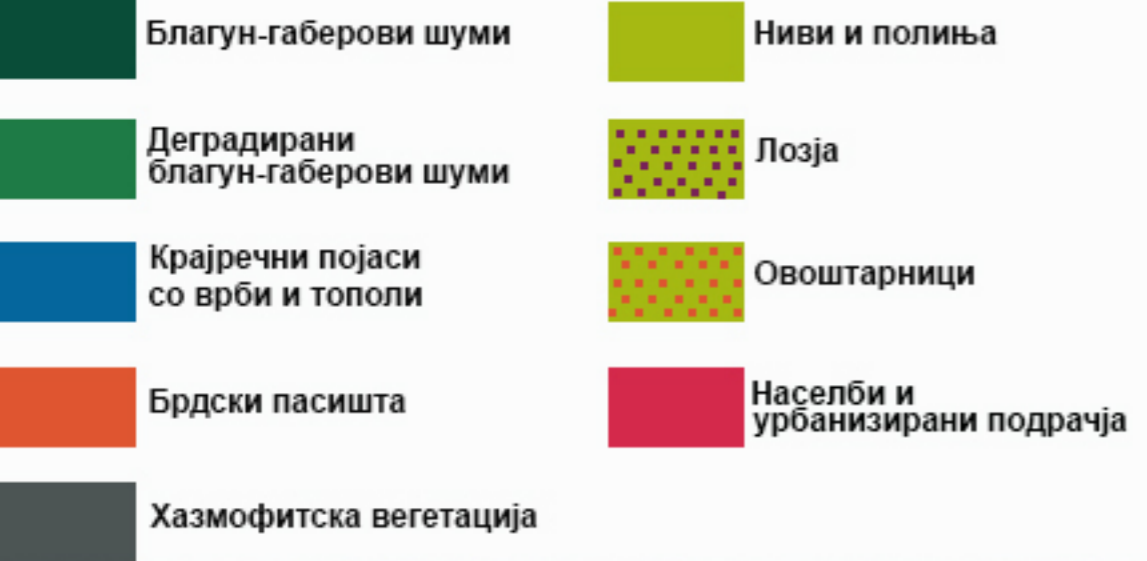 Благун-габерови шуми
Деградирани
благун-габерови шуми
Крајречни појаси
со врби и тополи
Брдски пасишта
Хазмофитска вегетација
Ниви и полиња
Лозја
Овоштарници
Населби и
урбанизирани подрачја